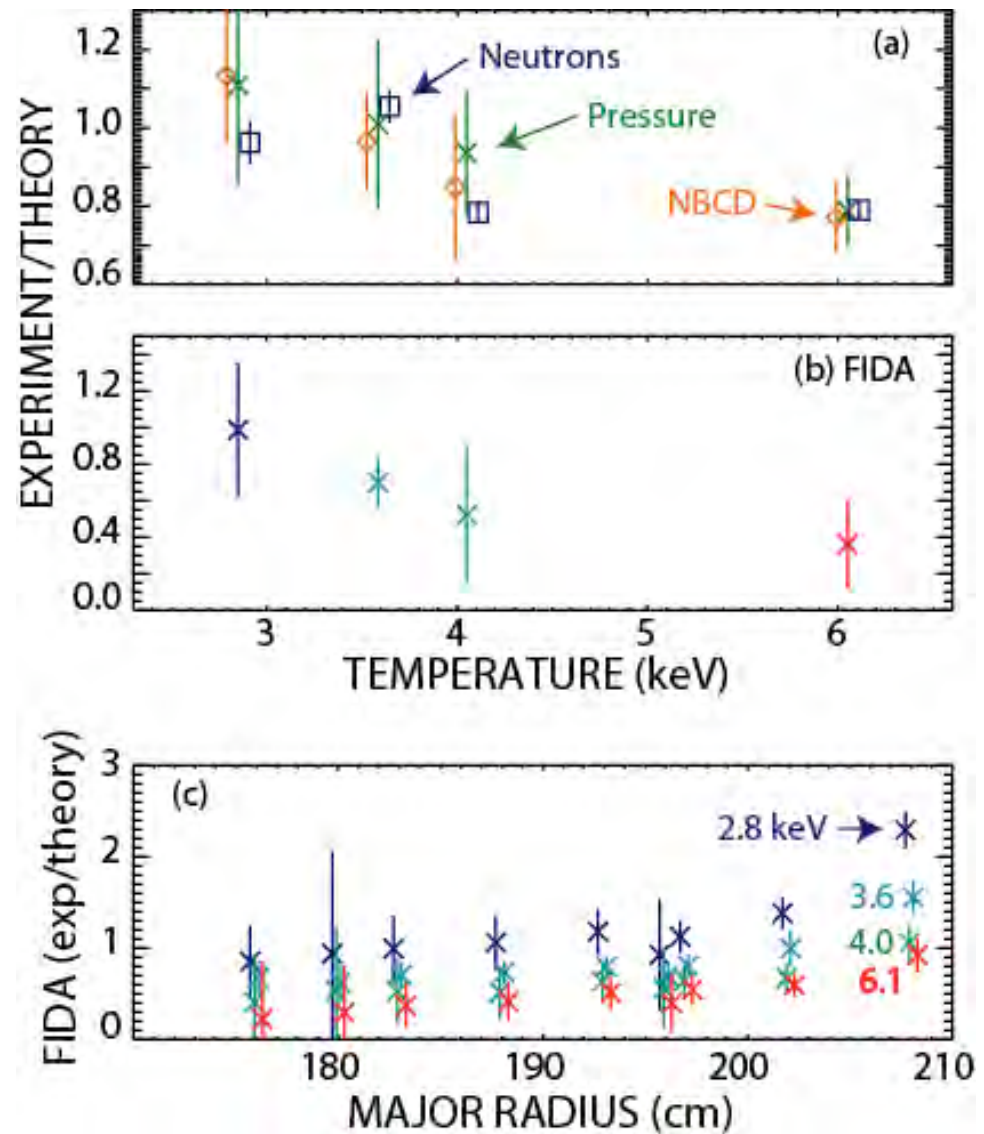 EXPERIMENT/THEORY
1.2
1.0
0.8
0.6
(a)
Neutrons
Pressure
NBCD
1.2
0.8
0.4
0.0
(b) FIDA
3 4 5 6
TEMPERATURE (keV)
FIDA (exp/theory)
3
2
1
0
(c)
2.8 keV
3.6
4.0
6.1
180 190 200 210
MAJOR RADIUS (cm)